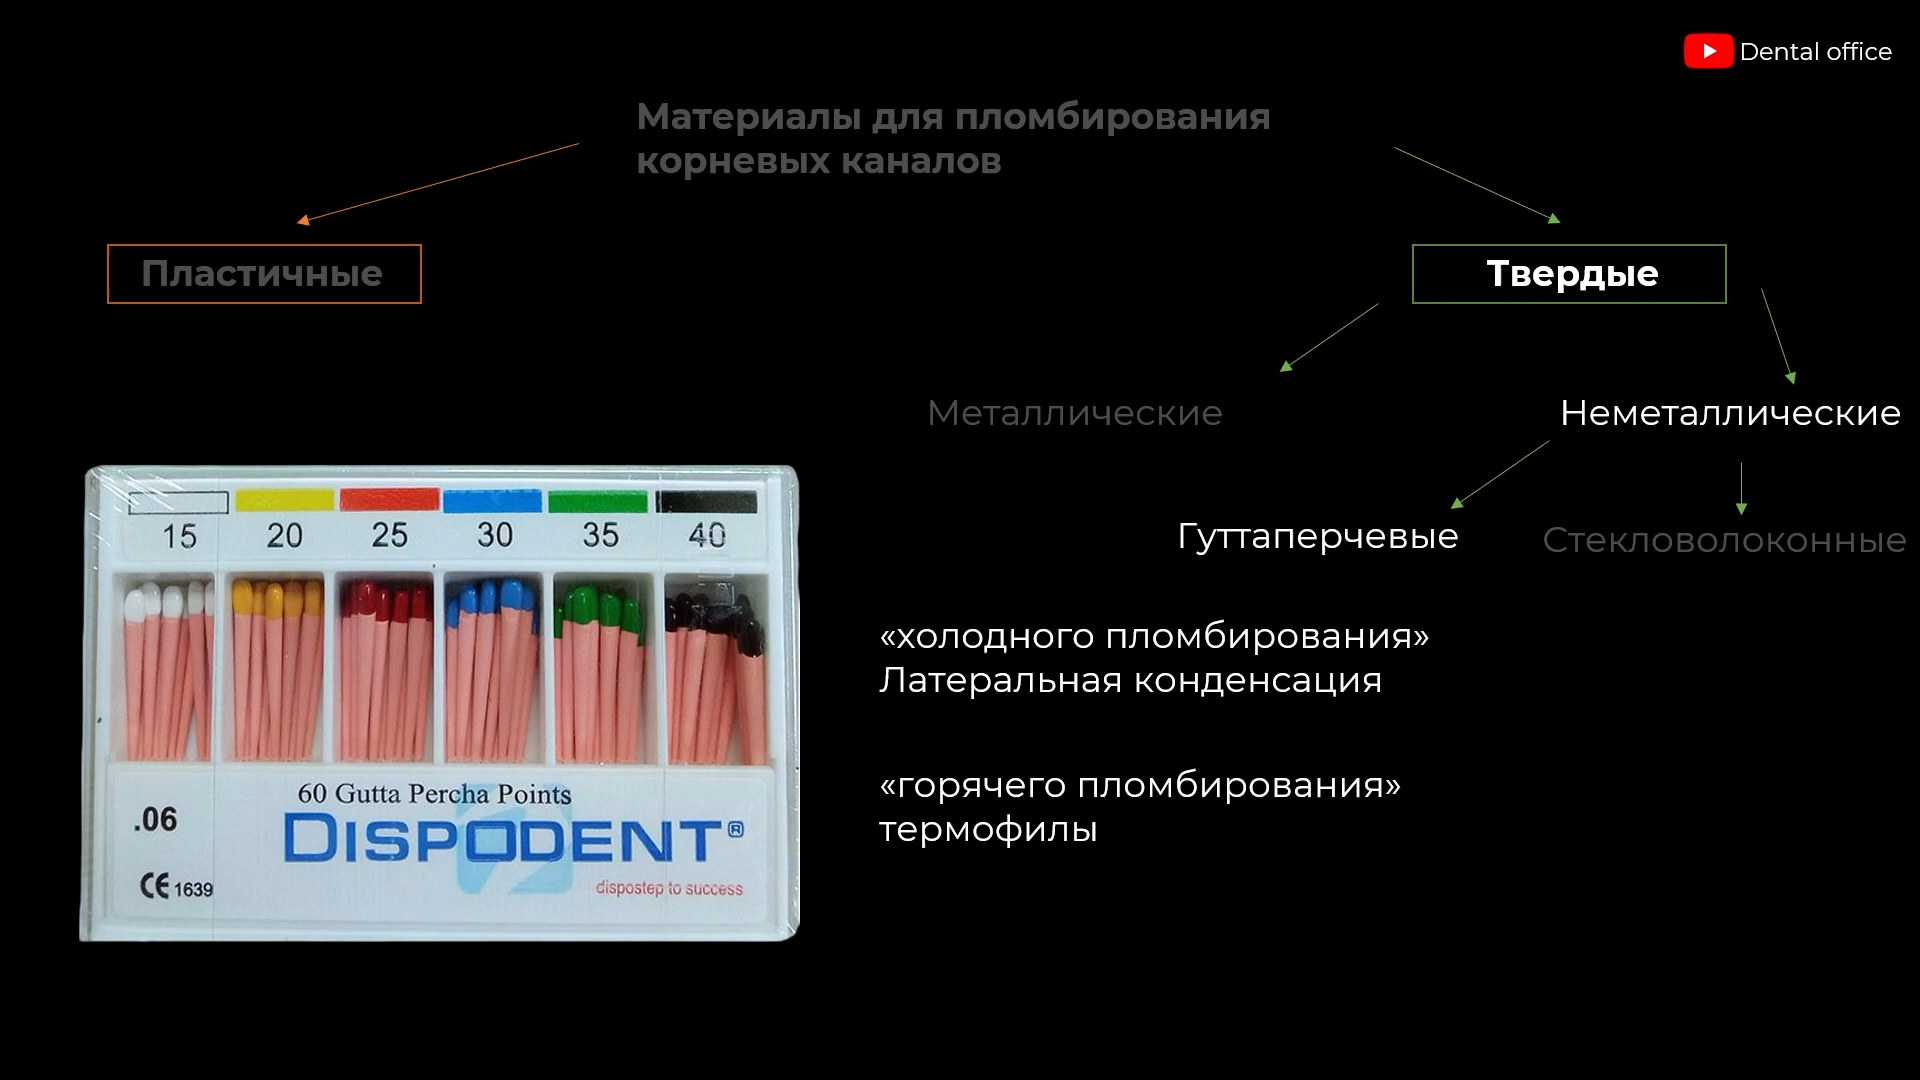 Dental office
Материалы для пломбирования
корневых каналов
Пластичные
Твердые
Металлические
Неметаллические
Гуттаперчевые
Стекловолоконные
15 20 25 30 35 40
60 Gutta Percha Points
.06
DISPODENT®
CE 1639
dispostep to success
«холодного пломбирования»
Латеральная конденсация
«горячего пломбирования»
термофилы